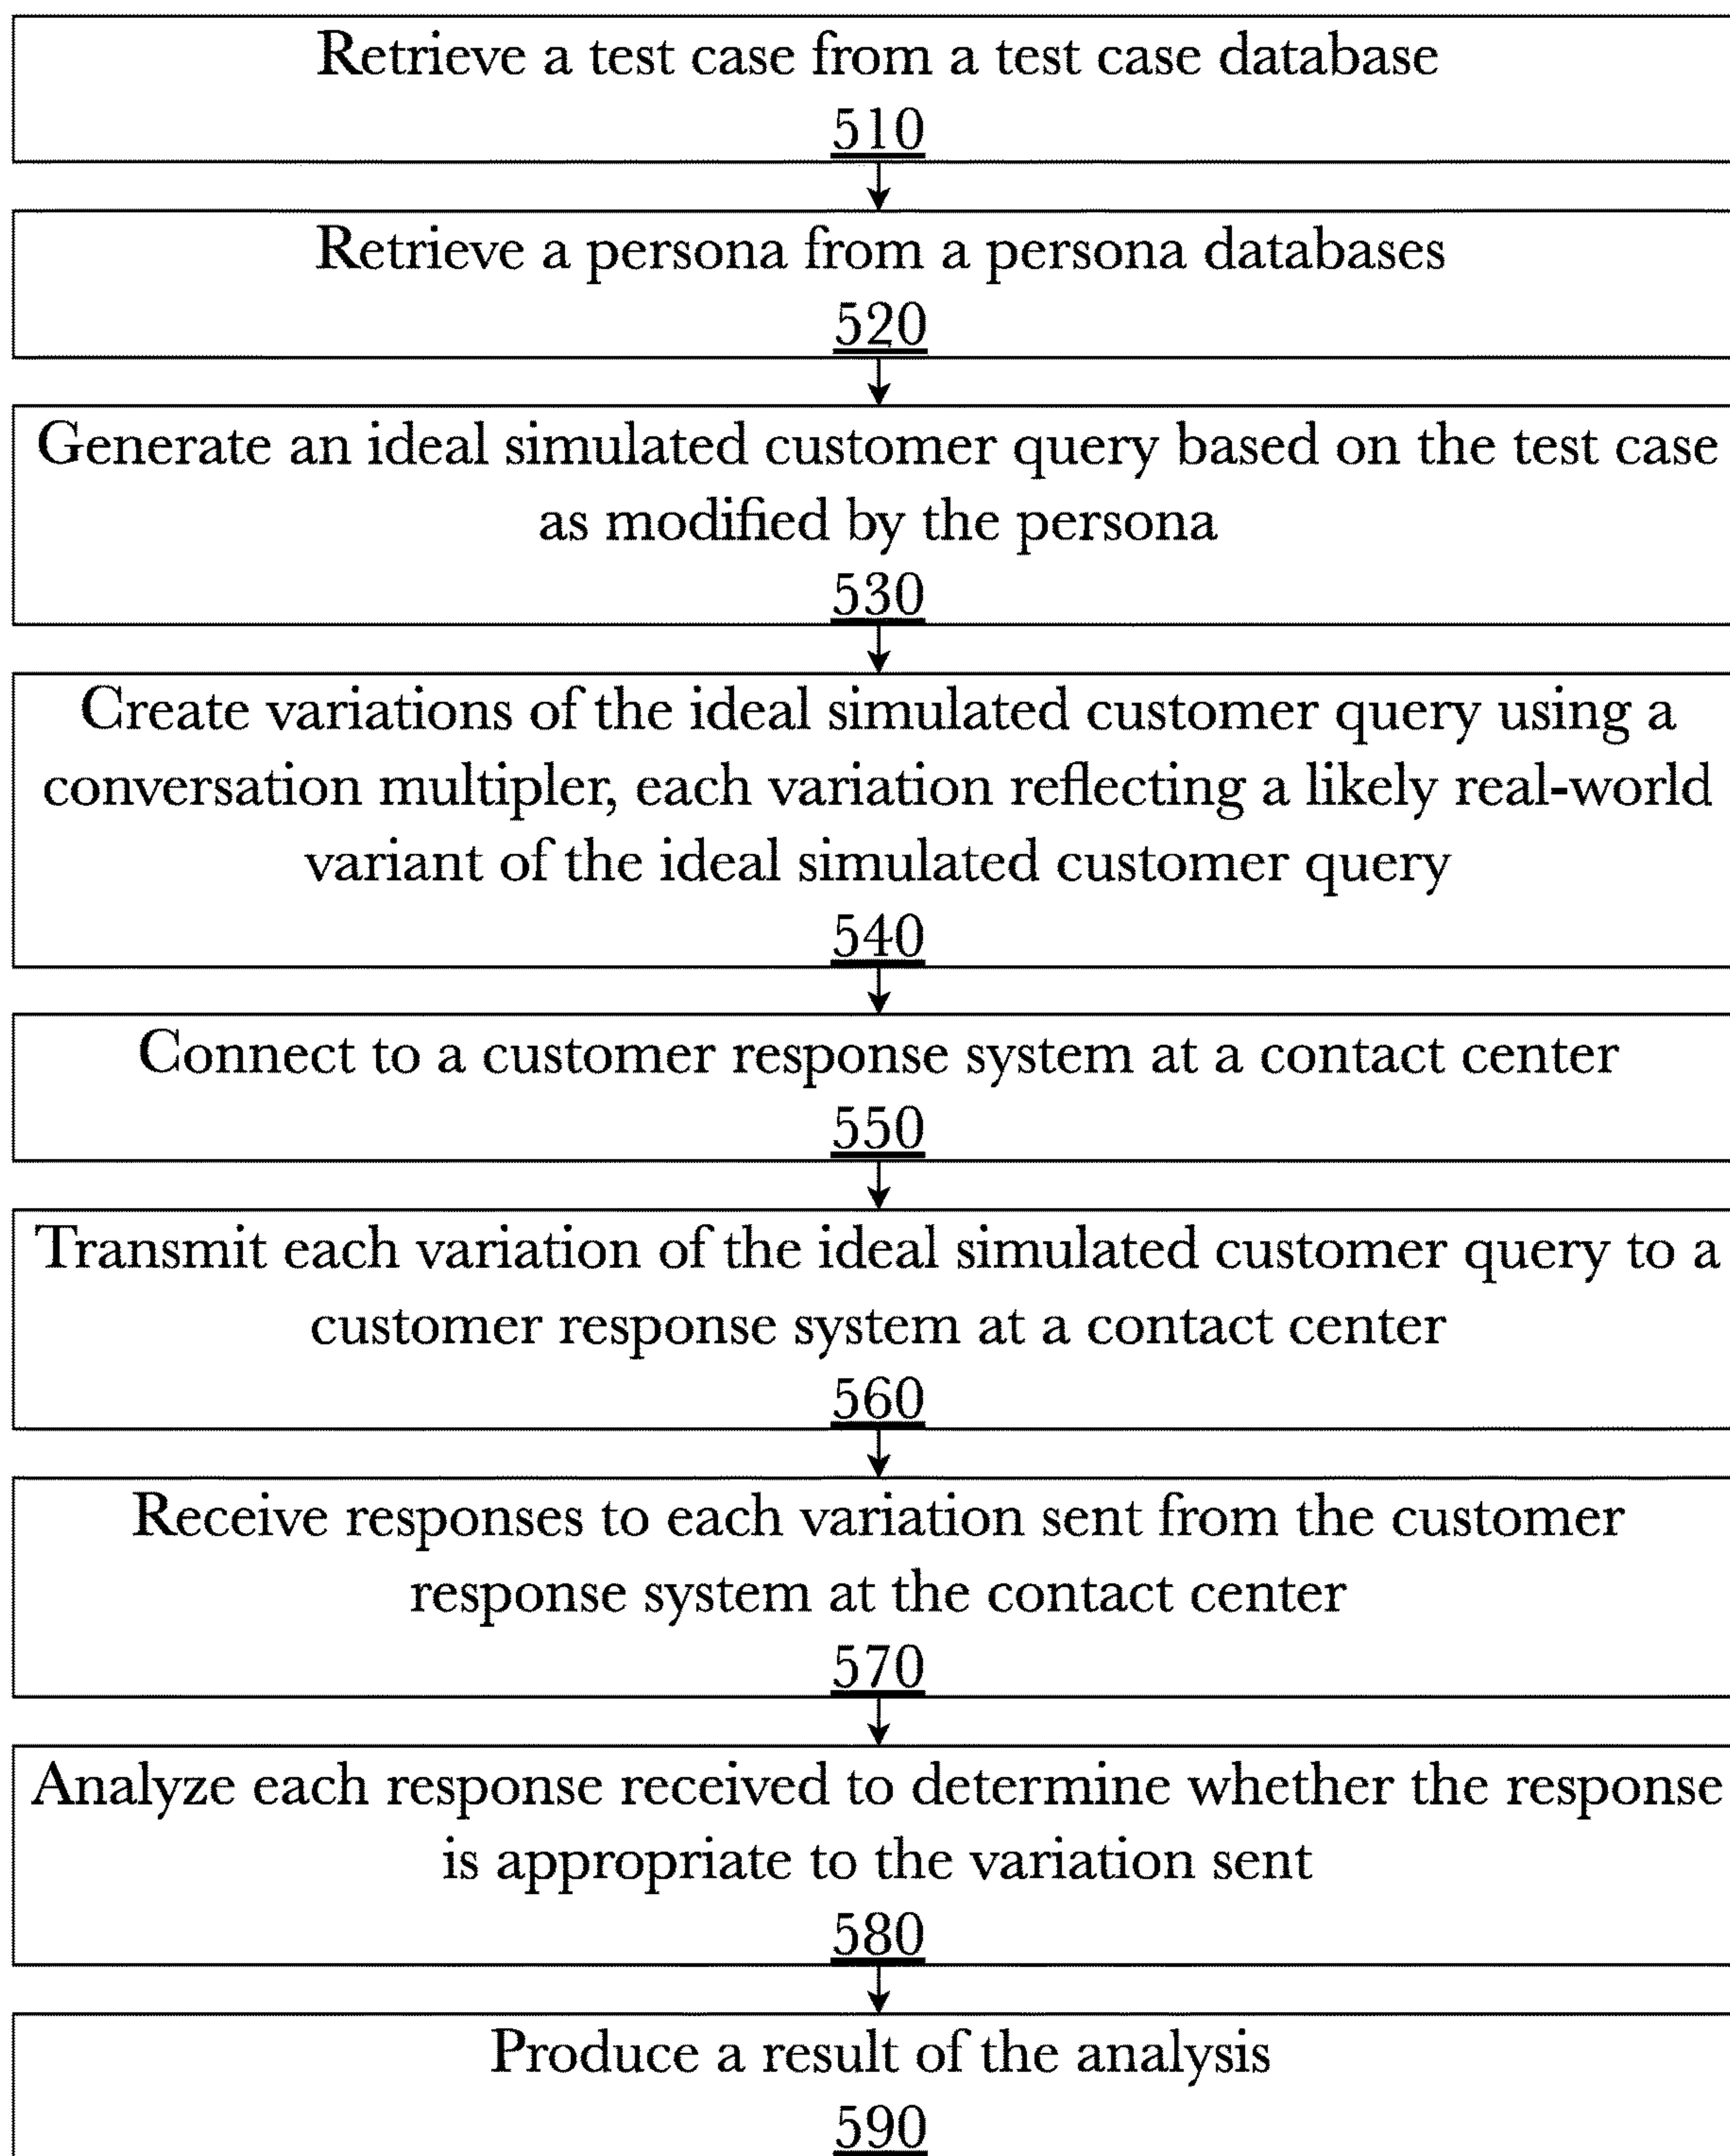 Retrieve a test case from a test case database
510
Retrieve a persona from a persona databases
520
Generate an ideal simulated customer query based on the test case
as modified by the persona
530
Create variations of the ideal simulated customer query using a
conversation multipler, each variation reflecting a likely real-world
variant of the ideal simulated customer query
540
Connect to a customer response system at a contact center
550
Transmit each variation of the ideal simulated customer query to a
customer response system at a contact center
560
Receive responses to each variation sent from the customer
response system at the contact center
570
Analyze each response received to determine whether the response
is appropriate to the variation sent
580
Produce a result of the analysis
590